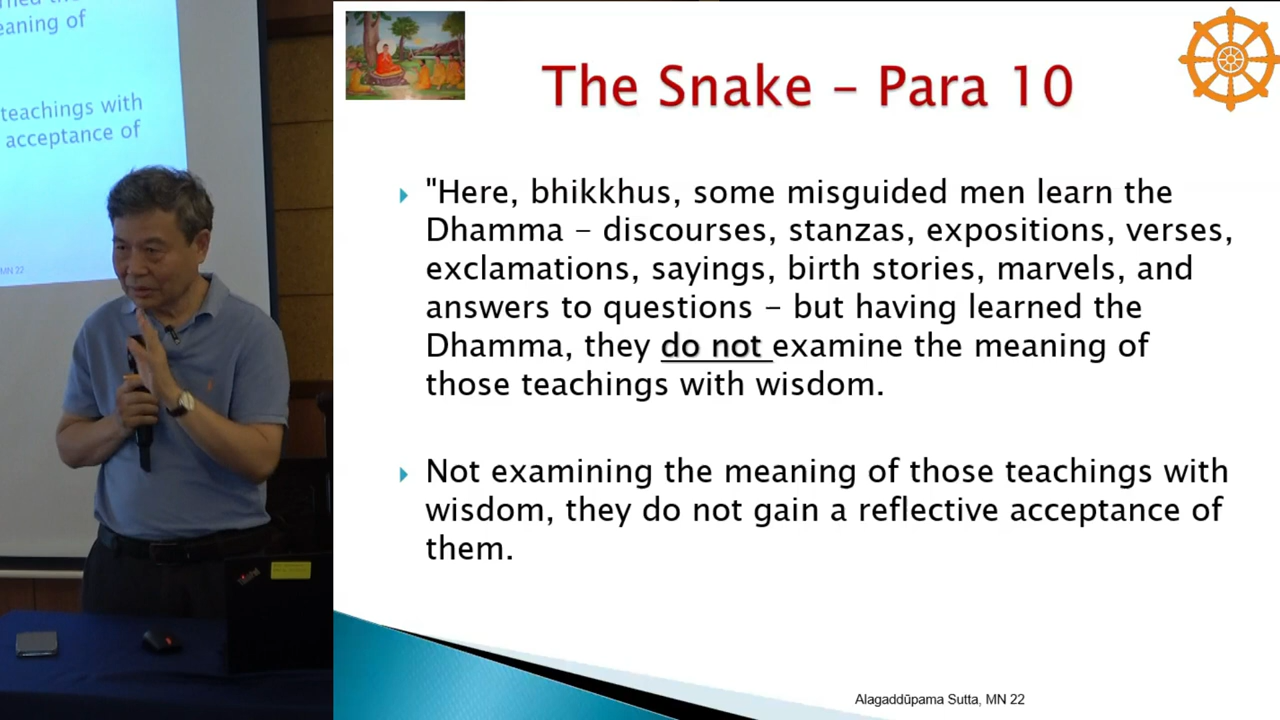 eaning of
teachings with
acceptance of
MN 22
The Snake – Para 10
"Here, bhikkhus, some misguided men learn the
Dhamma – discourses, stanzas, expositions, verses,
exclamations, sayings, birth stories, marvels, and
answers to questions – but having learned the
Dhamma, they do not examine the meaning of
those teachings with wisdom.
Not examining the meaning of those teachings with
wisdom, they do not gain a reflective acceptance of
them.
Alagaddūpama Sutta, MN 22